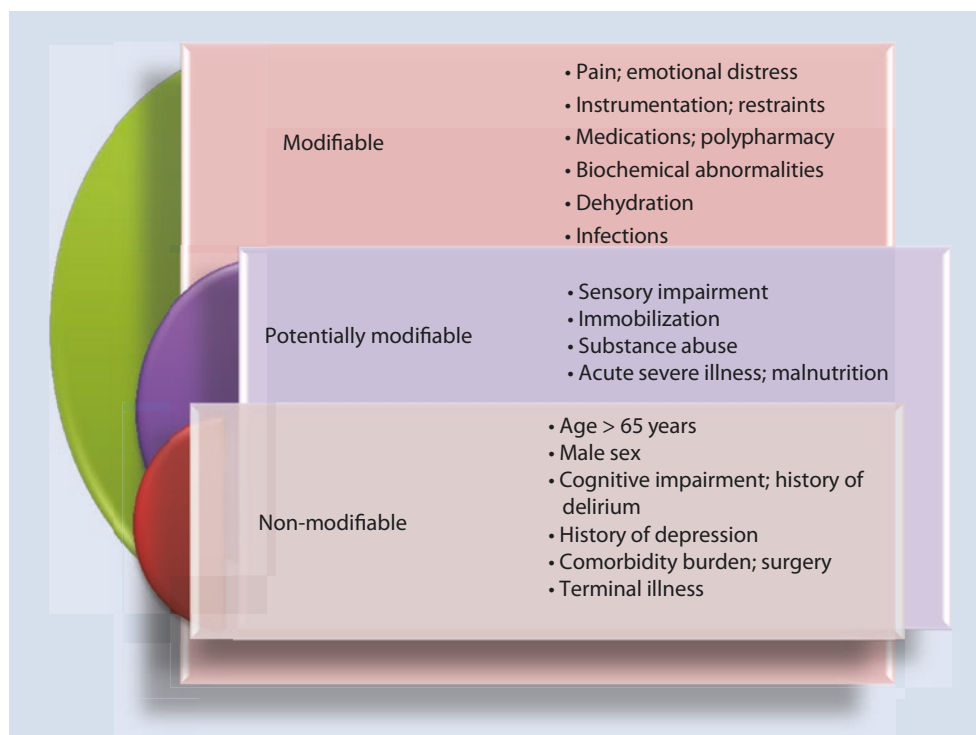 Modifiable
• Pain; emotional distress
• Instrumentation; restraints
• Medications; polypharmacy
• Biochemical abnormalities
• Dehydration
• Infections
Potentially modifiable
• Sensory impairment
• Immobilization
• Substance abuse
• Acute severe illness; malnutrition
Non-modifiable
• Age > 65 years
• Male sex
• Cognitive impairment; history of
delirium
• History of depression
• Comorbidity burden; surgery
• Terminal illness